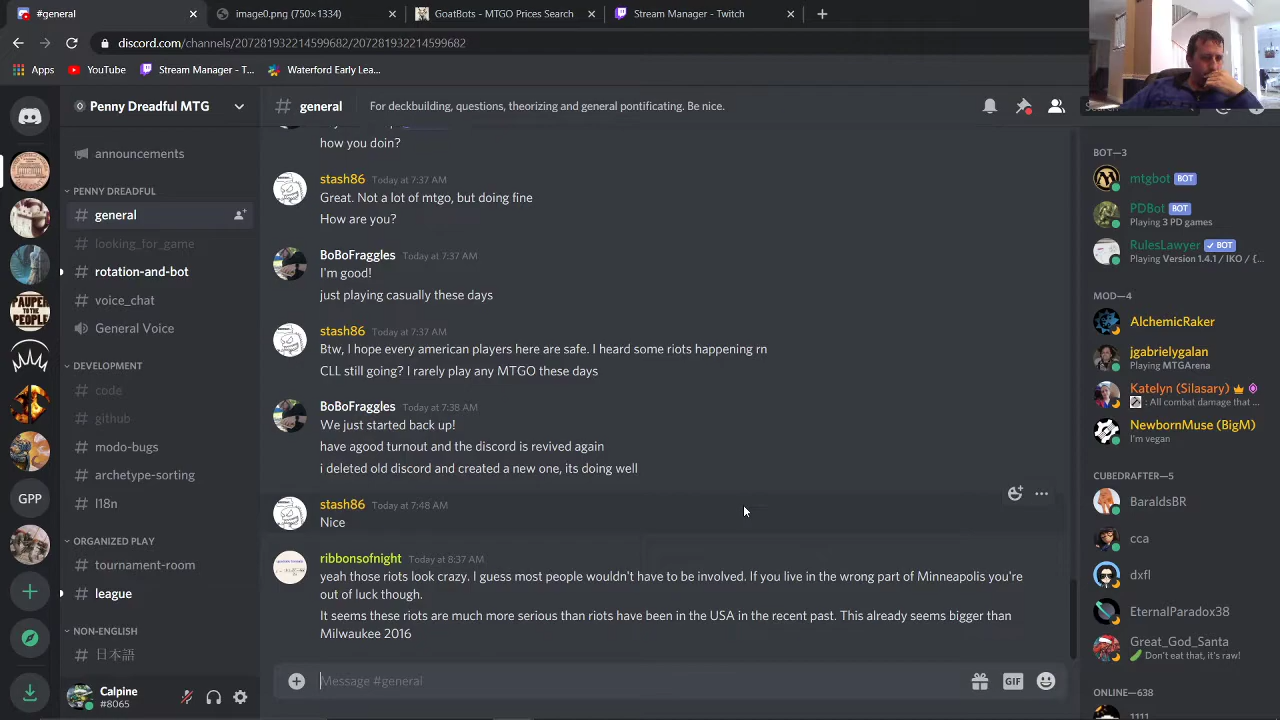 #general
image0.png (750×1334)
GoatBots - MTGO Prices Search
Stream Manager - Twitch
discord.com/channels/207281932214599682/207281932214599682
Apps
YouTube
Stream Manager - T...
Waterford Early Lea...
Penny Dreadful MTG
general
For deckbuilding, questions, theorizing and general pontificating. Be nice.
announcements
PENNY DREADFUL
general
looking_for_game
rotation-and-bot
voice_chat
General Voice
DEVELOPMENT
code
github
modo-bugs
archetype-sorting
l18n
ORGANIZED PLAY
tournament-room
league
NON-ENGLISH
日本語
Calpine
#8065
GPP
how you doin?
stash86 Today at 7:37 AM
Great. Not a lot of mtgo, but doing fine
How are you?
BoBoFraggles Today at 7:37 AM
I'm good!
just playing casually these days
stash86 Today at 7:37 AM
Btw, I hope every american players here are safe. I heard some riots happening rn
CLL still going? I rarely play any MTGO these days
BoBoFraggles Today at 7:38 AM
We just started back up!
have agood turnout and the discord is revived again
i deleted old discord and created a new one, its doing well
stash86 Today at 7:48 AM
Nice
ribbonsofnight Today at 8:37 AM
yeah those riots look crazy. I guess most people wouldn't have to be involved. If you live in the wrong part of Minneapolis you're
out of luck though.
It seems these riots are much more serious than riots have been in the USA in the recent past. This already seems bigger than
Milwaukee 2016
Message #general
GIF
BOT—3
mtgbot BOT
PDBot BOT
Playing 3 PD games
RulesLawyer ✓ BOT
Playing Version 1.4.1 / IKO / {...
MOD—4
AlchemicRaker
jgabrielygalan
Playing MTGArena
Katelyn (Silasary)
: All combat damage that ...
NewbornMuse (BigM)
I'm vegan
CUBEDRAFTER—5
BaraldsBR
cca
dxfl
EternalParadox38
Great_God_Santa
Don't eat that, it's raw!
ONLINE—638